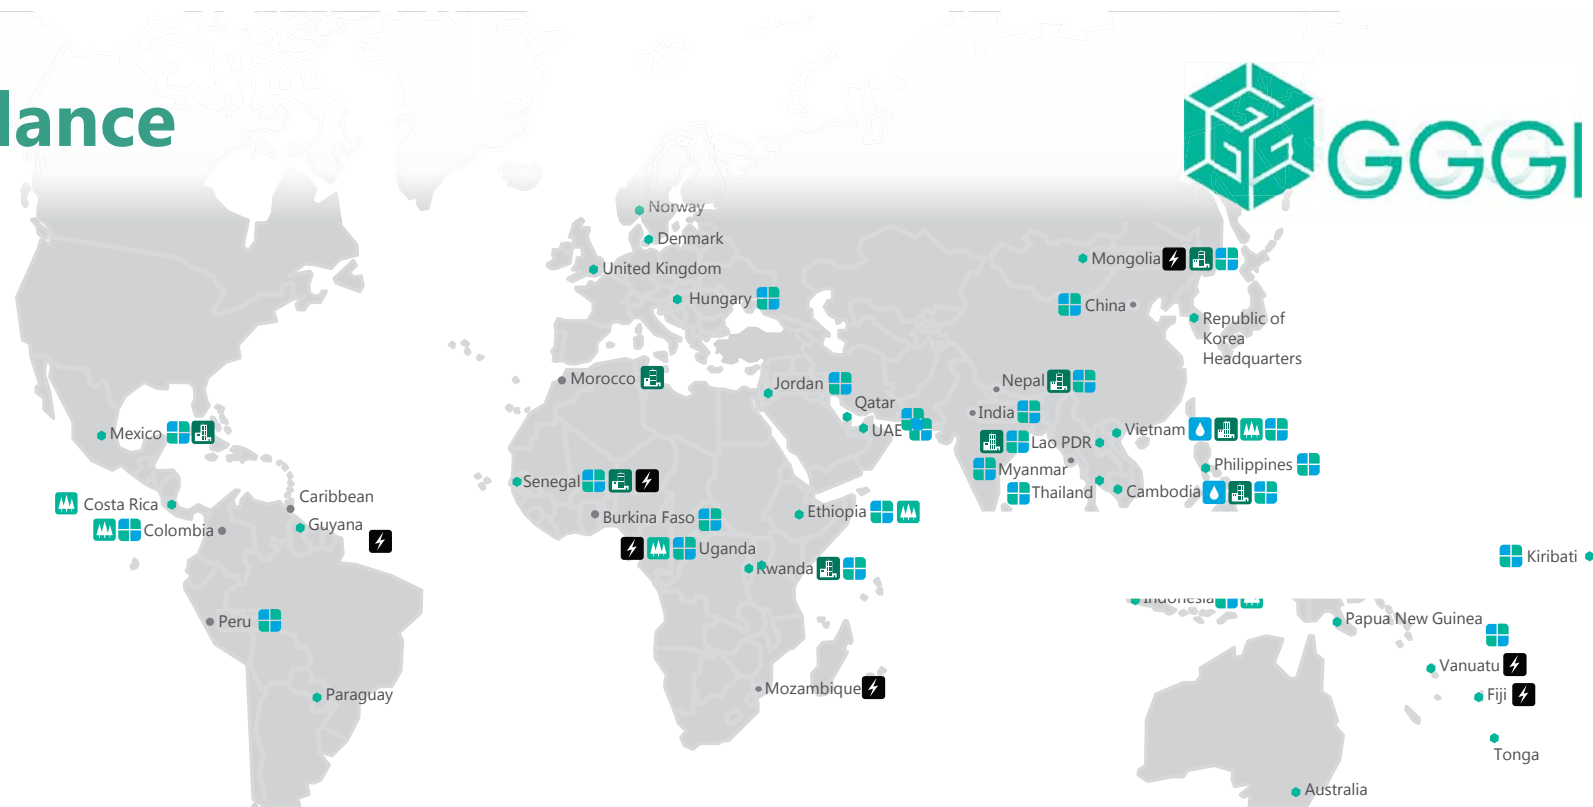 lance
GGGI
Norway
Denmark
United Kingdom
Hungary
Mongolia
China
Republic of
Korea
Headquarters
Morocco
Jordan
Qatar
UAE
Nepal
India
Lao PDR
Myanmar
Thailand
Vietnam
Philippines
Cambodia
Mexico
Costa Rica
Colombia
Caribbean
Guyana
Peru
Paraguay
Senegal
Burkina Faso
Uganda
Rwanda
Ethiopia
Mozambique
Kiribati
Indonesia
Papua New Guinea
Vanuatu
Fiji
Tonga
Australia